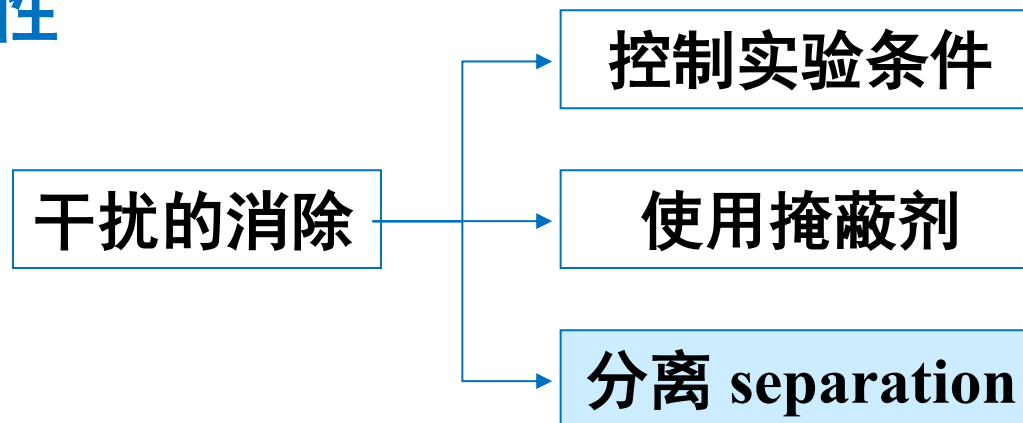 性
控制实验条件
干扰的消除
使用掩蔽剂
分离 separation